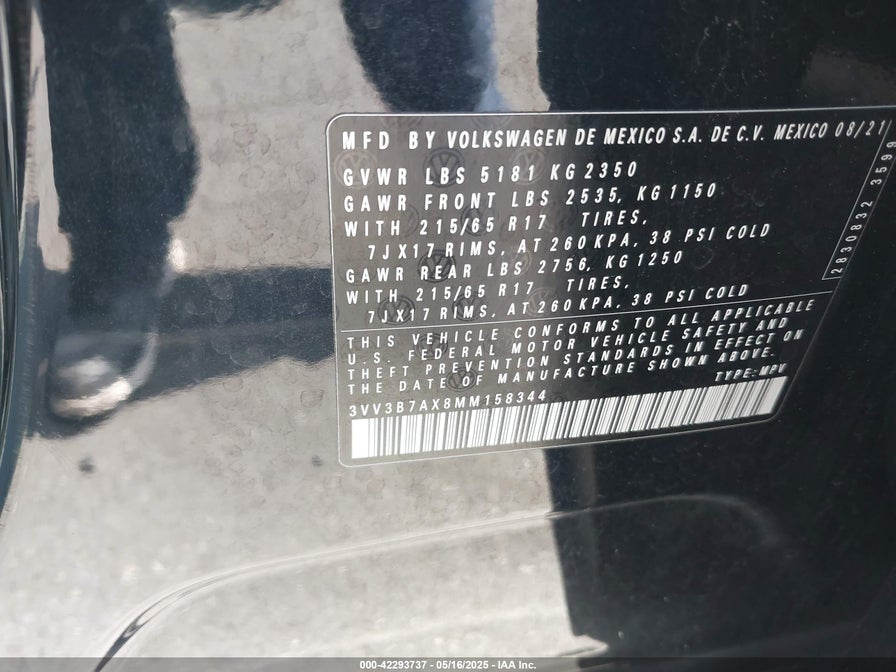 MFD BY VOLKSWAGEN DE MEXICO S.A. DE C.V. MEXICO 08/21
GVWR LBS 5181 KG 2350
GAWR FRONT LBS 2535, KG 1150
WITH 215/65 R17 TIRES,
7JX17 RIMS, AT 260 KPA, 38 PSI COLD
GAWR REAR LBS 2756, KG 1250
WITH 215/65 R17 TIRES,
7JX17 RIMS, AT 260 KPA, 38 PSI COLD
2830832 3599
THIS VEHICLE CONFORMS TO ALL APPLICABLE
U.S. FEDERAL MOTOR VEHICLE SAFETY AND
THEFT PREVENTION STANDARDS IN EFFECT ON
THE DATE OF MANUFACTURE SHOWN ABOVE.
TYPE: MPV
3VV3B7AX8MM158344
000-42293737 - 05/16/2025 - IAA Inc.